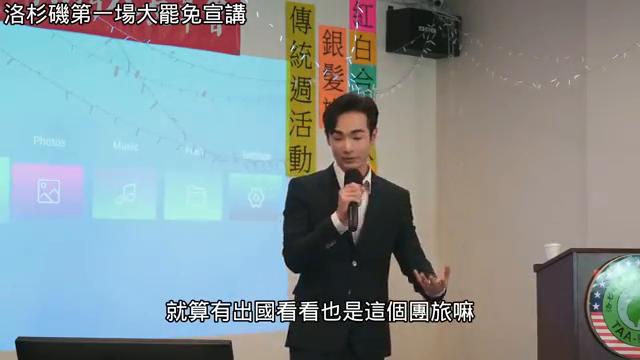 洛杉磯第一場大罷免宣講
傳統週活動
銀髮
紅白合
Photos
Music
就算有出國看看也是這個團旅嘛